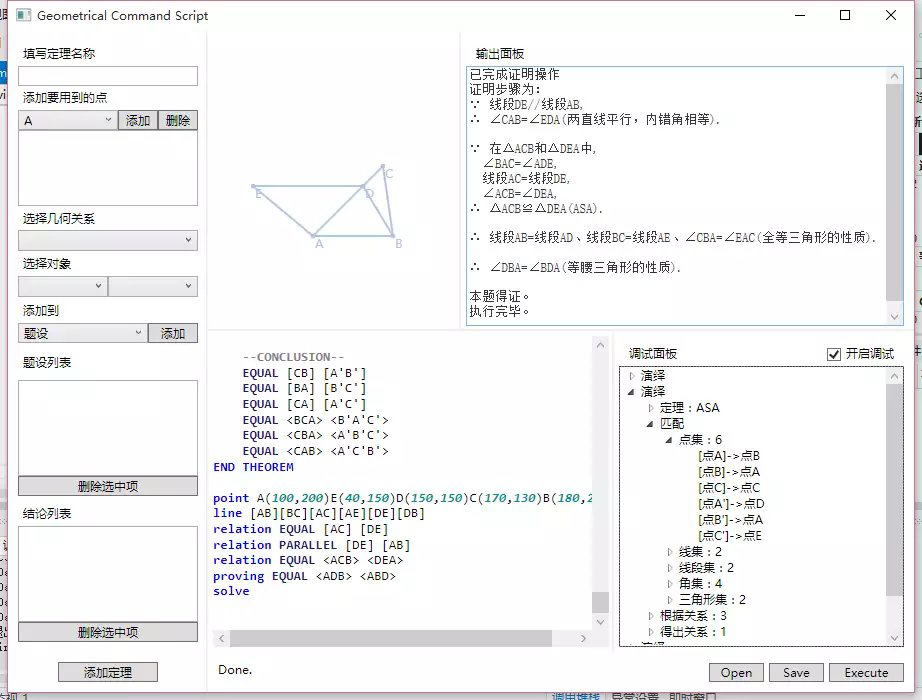 Geometrical Command Script
填写定理名称
添加要用到的点
A
添加
删除
选择几何关系
选择对象
添加到
题设
添加
题设列表
删除选中项
结论列表
删除选中项
添加定理
E
D
C
A
B
输出面板
已完成证明操作
证明步骤为:
∵ 线段DE//线段AB,
∴ ∠CAB=∠EDA(两直线平行，内错角相等).
∵ 在△ACB和△DEA中,
∠BAC=∠ADE,
线段AC=线段DE,
∠ACB=∠DEA,
∴ △ACB≌△DEA(ASA).
∴ 线段AB=线段AD、线段BC=线段AE、∠CBA=∠EAC(全等三角形的性质).
∴ ∠DBA=∠BDA(等腰三角形的性质).
本题得证。
执行完毕。
--CONCLUSION--
EQUAL [CB] [A'B']
EQUAL [BA] [B'C']
EQUAL [CA] [A'C']
EQUAL <BCA> <B'A'C'>
EQUAL <CBA> <A'B'C'>
EQUAL <CAB> <A'C'B'>
END THEOREM
point A(100,200)E(40,150)D(150,150)C(170,130)B(180,2
line [AB][BC][AC][AE][DE][DB]
relation EQUAL [AC] [DE]
relation PARALLEL [DE] [AB]
relation EQUAL <ACB> <DEA>
proving EQUAL <ADB> <ABD>
solve
Done.
调试面板
开启调试
演绎
演绎
定理：ASA
匹配
点集：6
[点A]->点B
[点B]->点A
[点C]->点C
[点A']->点D
[点B']->点A
[点C']->点E
线集：2
线段集：2
角集：4
三角形集：2
根据关系：3
得出关系：1
Open
Save
Execute